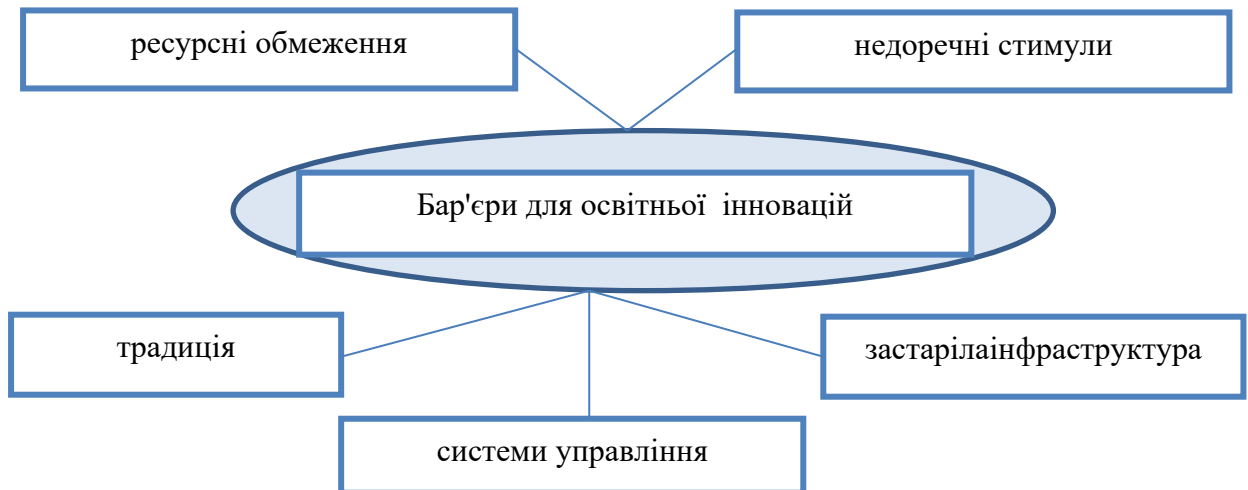 ресурсні обмеження
недоречні стимули
Бар'єри для освітньої інновацій
традиція
застарілаінфраструктура
системи управління